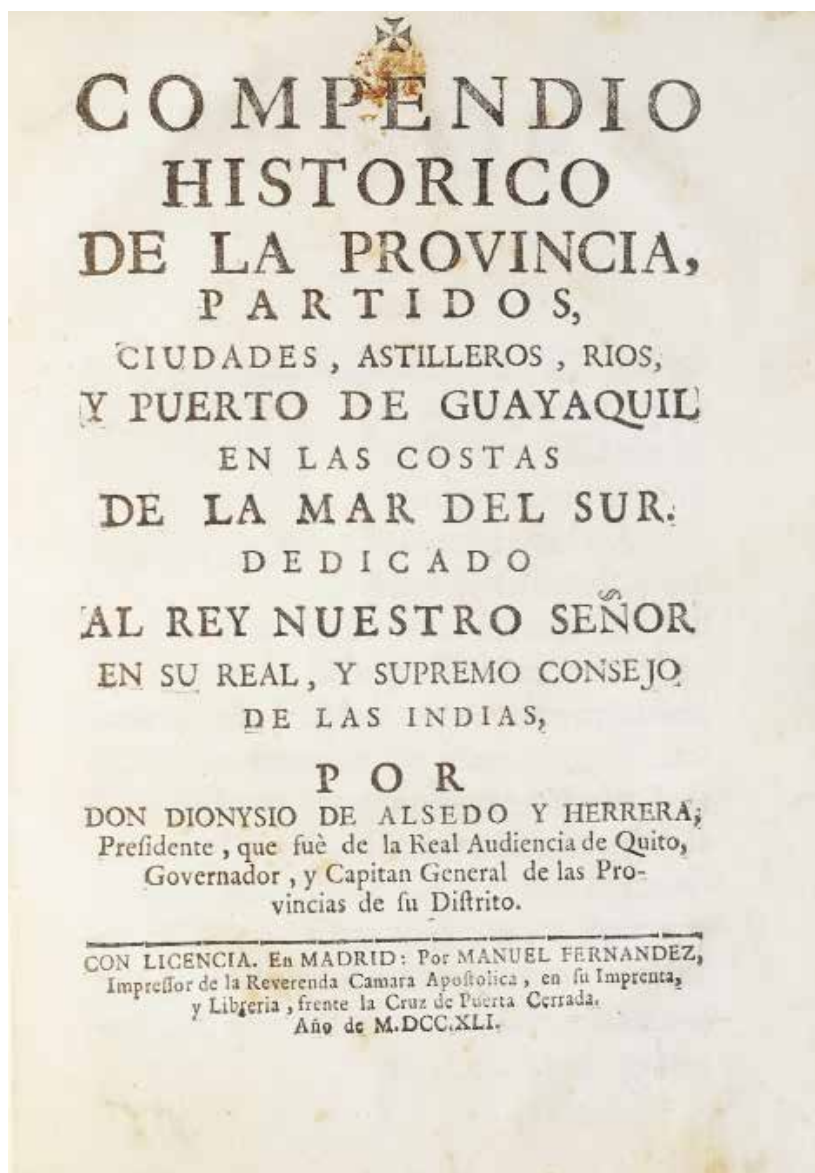 COMPENDIO
HISTORICO
DE LA PROVINCIA,
PARTIDOS,
CIUDADES, ASTILLEROS, RIOS,
Y PUERTO DE GUAYAQUIL
EN LAS COSTAS
DE LA MAR DEL SUR.
DEDICADO
AL REY NUESTRO SEÑOR
EN SU REAL, Y SUPREMO CONSEJO
DE LAS INDIAS,
POR
DON DIONYSIO DE ALSEDO Y HERRERA;
Preſidente, que fuè de la Real Audiencia de Quito,
Governador, y Capitan General de las Pro-
vincias de ſu Diſtrito.
CON LICENCIA. En MADRID: Por MANUEL FERNANDEZ,
Impreſſor de la Reverenda Camara Apoſtolica, en ſu Imprenta,
y Libreria, frente la Cruz de Puerta Cerrada.
Año de M.DCC.XLI.